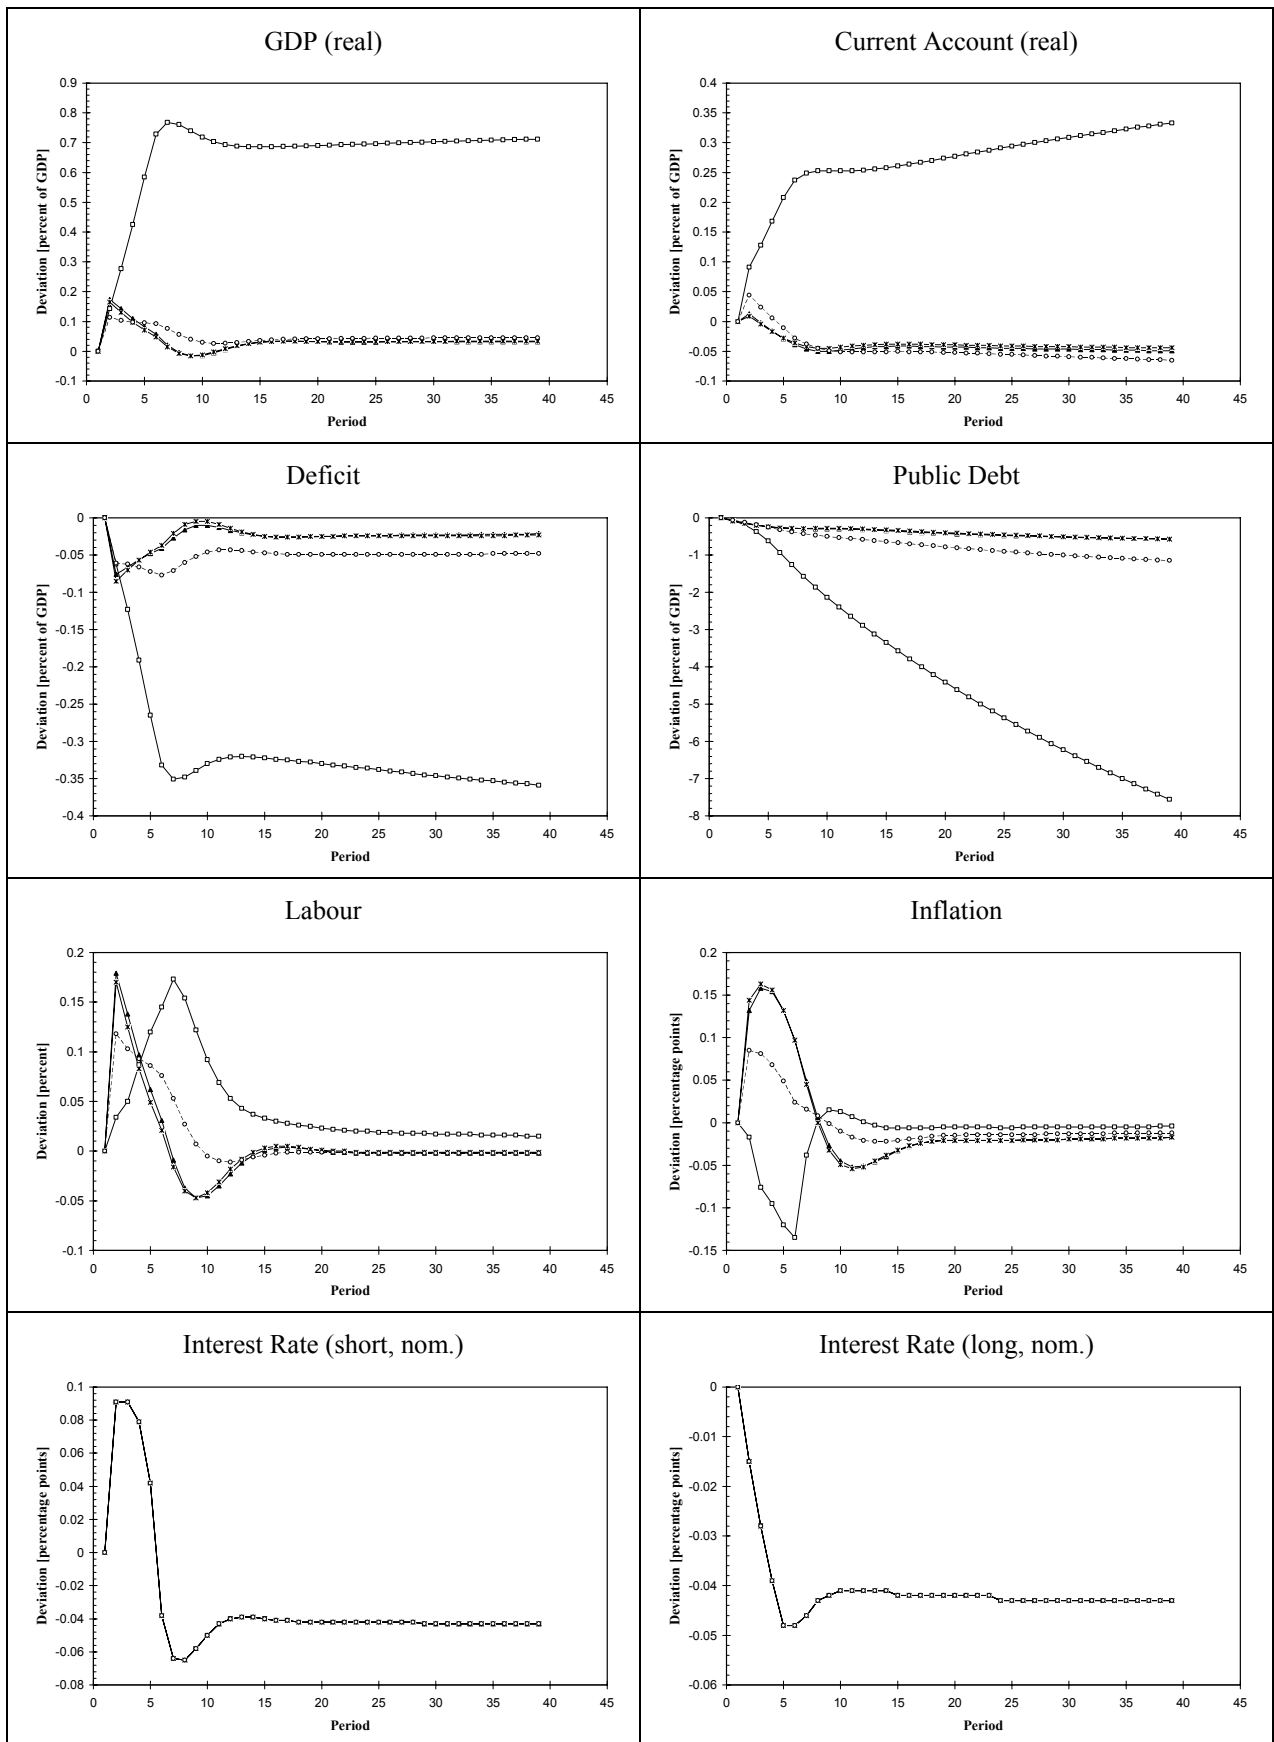 GDP (real)
Deviation [percent of GDP]
0.9
0.8
0.7
0.6
0.5
0.4
0.3
0.2
0.1
0
-0.1
0 5 10 15 20 25 30 35 40 45
Period
Current Account (real)
Deviation [percent of GDP]
0.4
0.35
0.3
0.25
0.2
0.15
0.1
0.05
0
-0.05
-0.1
0 5 10 15 20 25 30 35 40 45
Period
Deficit
Deviation [percent of GDP]
0
-0.05
-0.1
-0.15
-0.2
-0.25
-0.3
-0.35
-0.4
0 5 10 15 20 25 30 35 40 45
Period
Public Debt
Deviation [percent of GDP]
0
-1
-2
-3
-4
-5
-6
-7
-8
0 5 10 15 20 25 30 35 40 45
Period
Labour
Deviation [percent]
0.2
0.15
0.1
0.05
0
-0.05
-0.1
0 5 10 15 20 25 30 35 40 45
Period
Inflation
Deviation [percentage points]
0.2
0.15
0.1
0.05
0
-0.05
-0.1
-0.15
0 5 10 15 20 25 30 35 40 45
Period
Interest Rate (short, nom.)
Deviation [percentage points]
0.1
0.08
0.06
0.04
0.02
0
-0.02
-0.04
-0.06
-0.08
0 5 10 15 20 25 30 35 40 45
Period
Interest Rate (long, nom.)
Deviation [percentage points]
0
-0.01
-0.02
-0.03
-0.04
-0.05
-0.06
0 5 10 15 20 25 30 35 40 45
Period